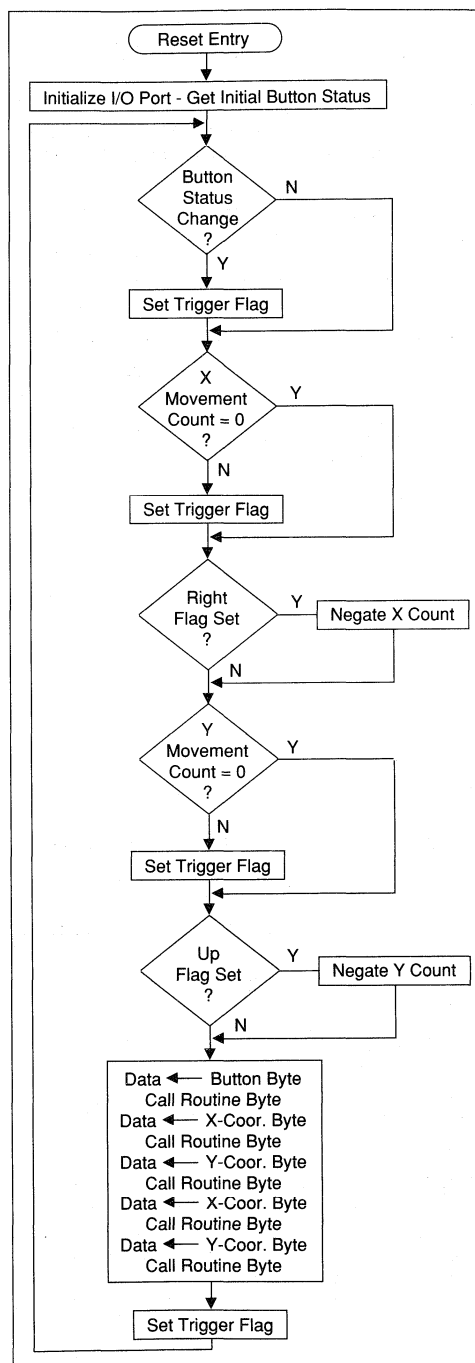 Reset Entry
Initialize I/O Port - Get Initial Button Status
Button
Status
Change
?
N
Y
Set Trigger Flag
X
Movement
Count = 0
?
Y
N
Set Trigger Flag
Right
Flag Set
?
Y
Negate X Count
N
Y
Movement
Count = 0
?
Y
N
Set Trigger Flag
Up
Flag Set
?
Y
Negate Y Count
N
Data ← Button Byte
Call Routine Byte
Data ← X-Coor. Byte
Call Routine Byte
Data ← Y-Coor. Byte
Call Routine Byte
Data ← X-Coor. Byte
Call Routine Byte
Data ← Y-Coor. Byte
Call Routine Byte
Set Trigger Flag